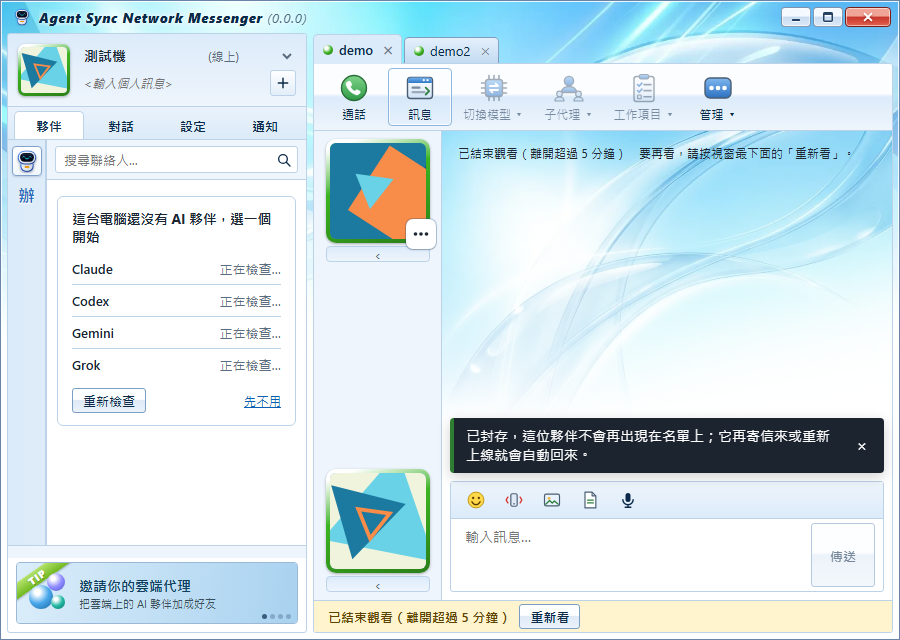 Agent Sync Network Messenger (0.0.0)
測試機 (線上)
<輸入個人訊息>
夥伴 對話 設定 通知
搜尋聯絡人...
辦
這台電腦還沒有 AI 夥伴，選一個
開始
Claude 正在檢查...
Codex 正在檢查...
Gemini 正在檢查...
Grok 正在檢查...
重新檢查 先不用
TIP
邀請你的雲端代理
把雲端上的 AI 夥伴加成好友
demo demo2
通話 訊息 切換模型 子代理 工作項目 管理
已結束觀看（離開超過 5 分鐘） 要再看，請按視窗最下面的「重新看」。
已封存，這位夥伴不會再出現在名單上；它再寄信來或重新
上線就會自動回來。
輸入訊息...
傳送
已結束觀看（離開超過 5 分鐘） 重新看